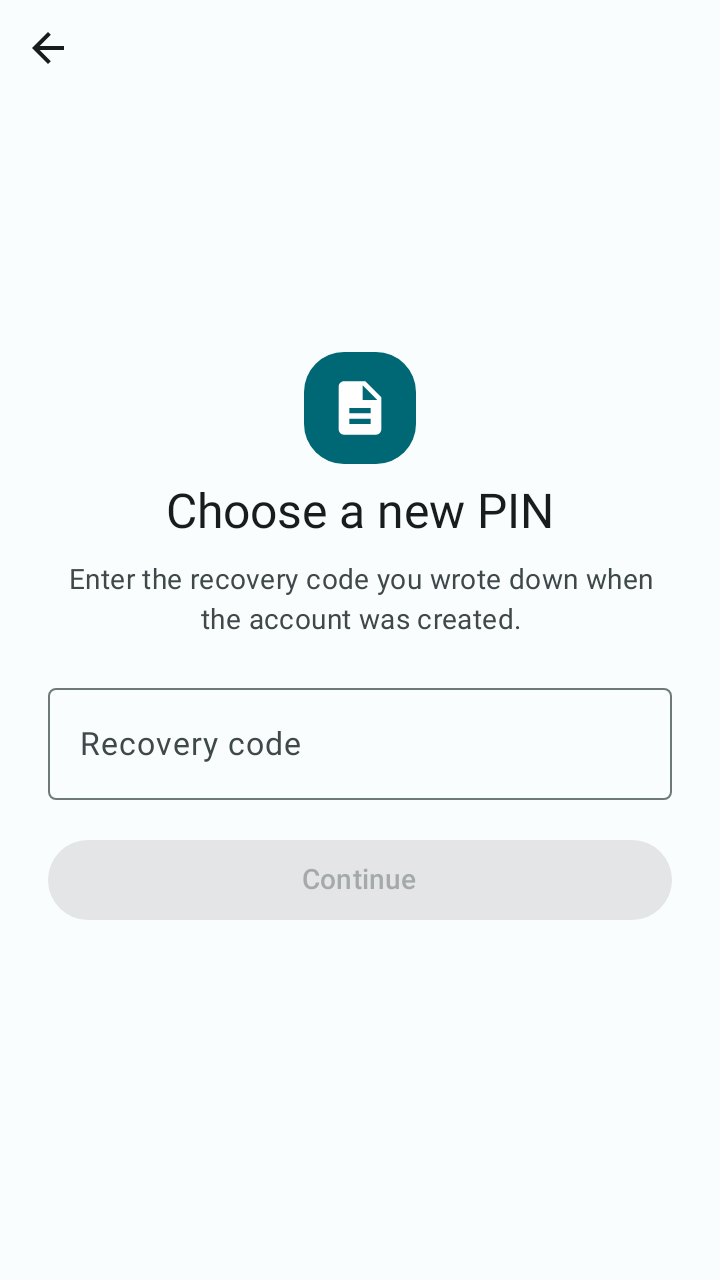 Choose a new PIN
Enter the recovery code you wrote down when
the account was created.
Recovery code
Continue